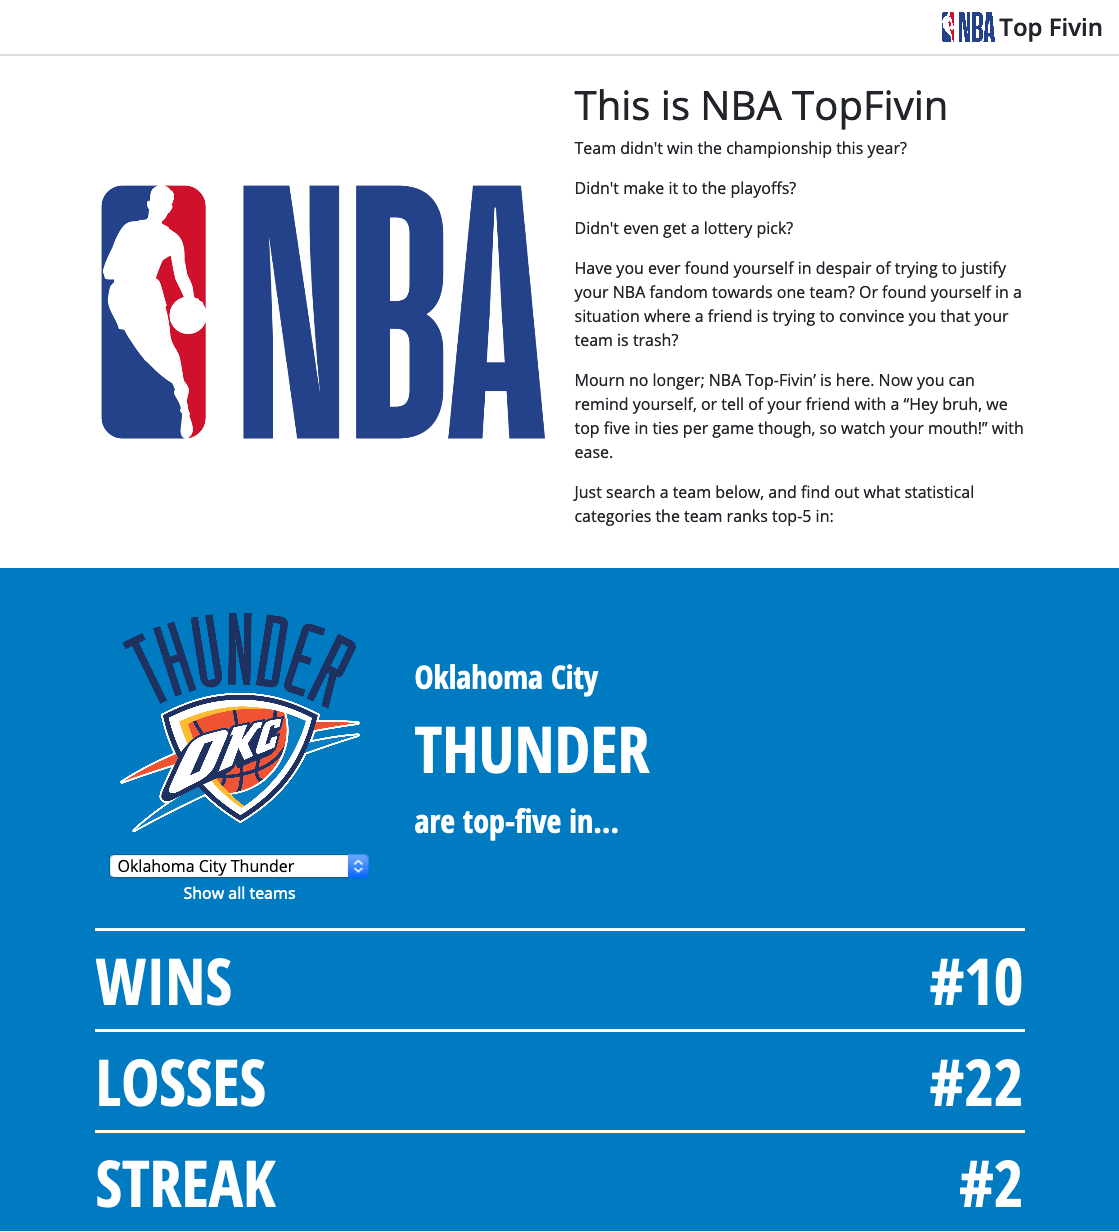 NBA Top Fivin
This is NBA TopFivin
Team didn't win the championship this year?
Didn't make it to the playoffs?
Didn't even get a lottery pick?
NBA
Have you ever found yourself in despair of trying to justify
your NBA fandom towards one team? Or found yourself in a
situation where a friend is trying to convince you that your
team is trash?
Mourn no longer; NBA Top-Fivin’ is here. Now you can
remind yourself, or tell of your friend with a “Hey bruh, we
top five in ties per game though, so watch your mouth!” with
ease.
Just search a team below, and find out what statistical
categories the team ranks top-5 in:
THUNDER
OKC
Oklahoma City
THUNDER
are top-five in...
Oklahoma City Thunder
Show all teams
WINS #10
LOSSES #22
STREAK #2